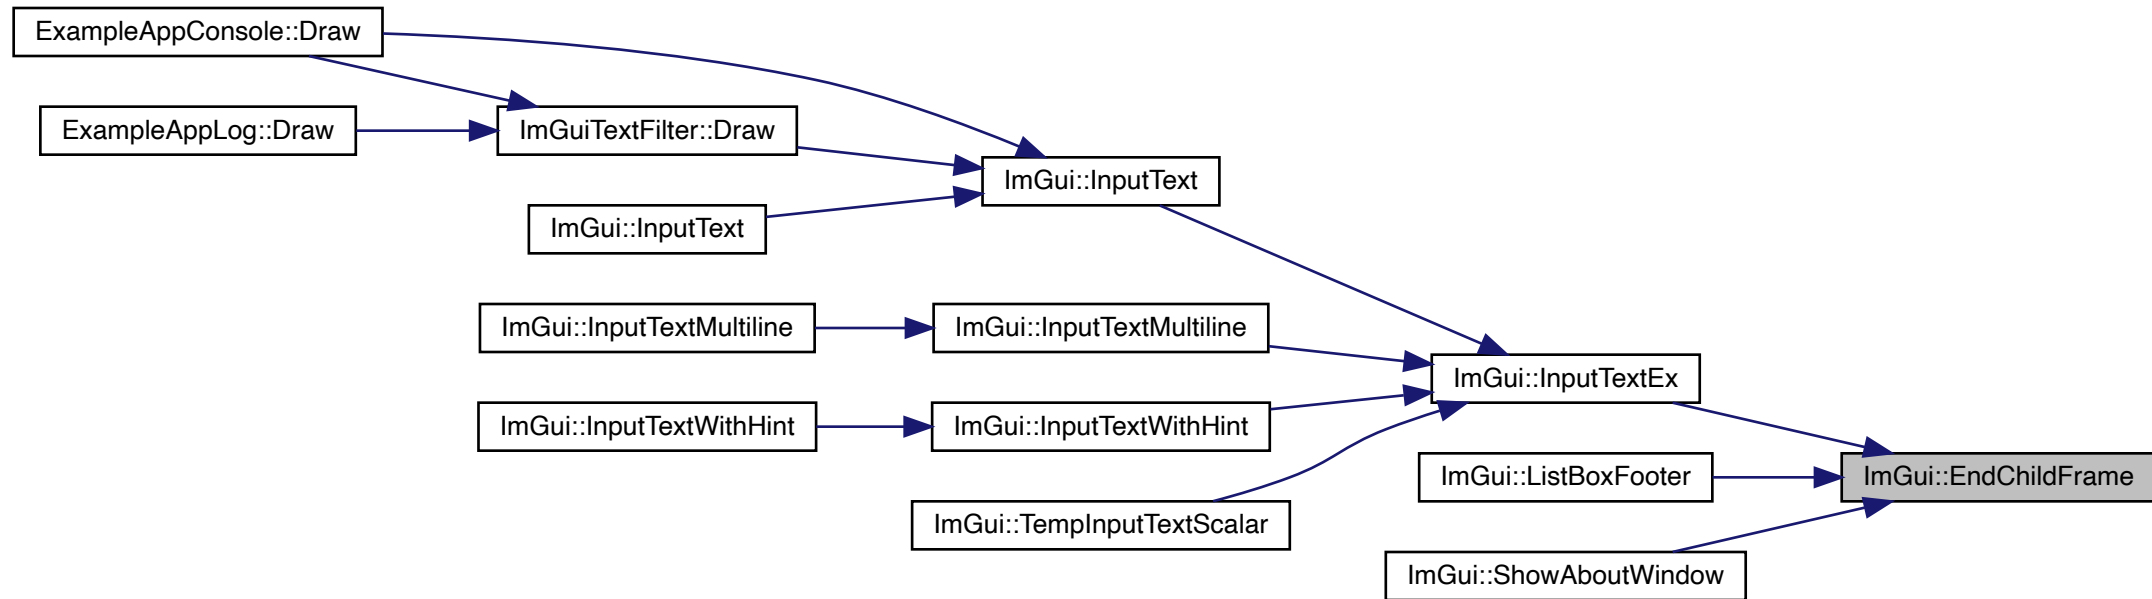 ExampleAppConsole::Draw
ExampleAppLog::Draw
ImGuiTextFilter::Draw
ImGui::InputText
ImGui::InputText
ImGui::InputTextMultiline
ImGui::InputTextMultiline
ImGui::InputTextEx
ImGui::InputTextWithHint
ImGui::InputTextWithHint
ImGui::ListBoxFooter
ImGui::EndChildFrame
ImGui::TempInputTextScalar
ImGui::ShowAboutWindow